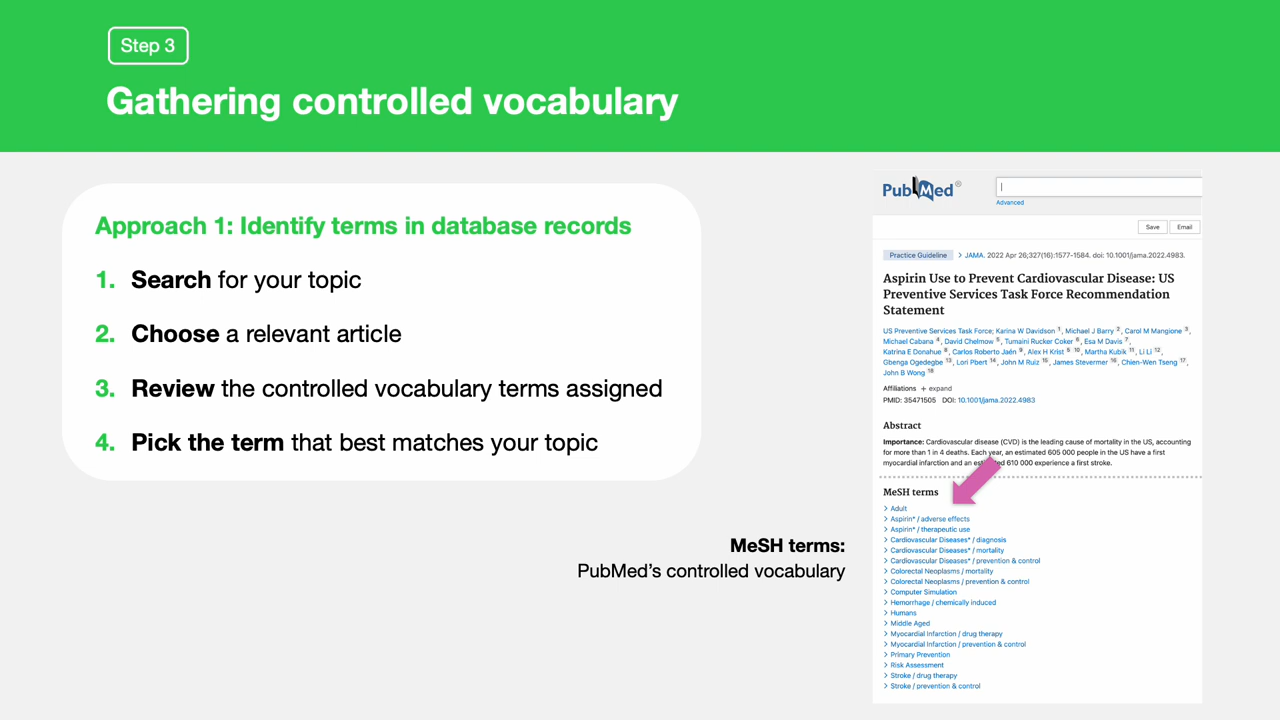 Step 3
Gathering controlled vocabulary
Approach 1: Identify terms in database records
1. Search for your topic
2. Choose a relevant article
3. Review the controlled vocabulary terms assigned
4. Pick the term that best matches your topic
MeSH terms:
PubMed’s controlled vocabulary
PubMed®
Advanced
Save Email
Practice Guideline > JAMA. 2022 Apr 26;327(16):1577-1584. doi: 10.1001/jama.2022.4983.
Aspirin Use to Prevent Cardiovascular Disease: US
Preventive Services Task Force Recommendation
Statement
US Preventive Services Task Force; Karina W Davidson 1, Michael J Barry 2, Carol M Mangione 3,
Michael Cabana 4, David Chelmow 5, Tumaini Rucker Coker 6, Esa M Davis 7,
Katrina E Donahue 8, Carlos Roberto Jaén 9, Alex H Krist 5 10, Martha Kubik 11, Li Li 12,
Gbenga Ogedegbe 13, Lori Pbert 14, John M Ruiz 15, James Stevermer 16, Chien-Wen Tseng 17,
John B Wong 18
Affiliations + expand
PMID: 35471505 DOI: 10.1001/jama.2022.4983
Abstract
Importance: Cardiovascular disease (CVD) is the leading cause of mortality in the US, accounting
for more than 1 in 4 deaths. Each year, an estimated 605 000 people in the US have a first
myocardial infarction and an 610 000 experience a first stroke.
MeSH terms
> Adult
> Aspirin* / adverse effects
> Aspirin* / therapeutic use
> Cardiovascular Diseases* / diagnosis
> Cardiovascular Diseases* / mortality
> Cardiovascular Diseases* / prevention & control
> Colorectal Neoplasms / mortality
> Colorectal Neoplasms / prevention & control
> Computer Simulation
> Hemorrhage / chemically induced
> Humans
> Middle Aged
> Myocardial Infarction / drug therapy
> Myocardial Infarction / prevention & control
> Primary Prevention
> Risk Assessment
> Stroke / drug therapy
> Stroke / prevention & control